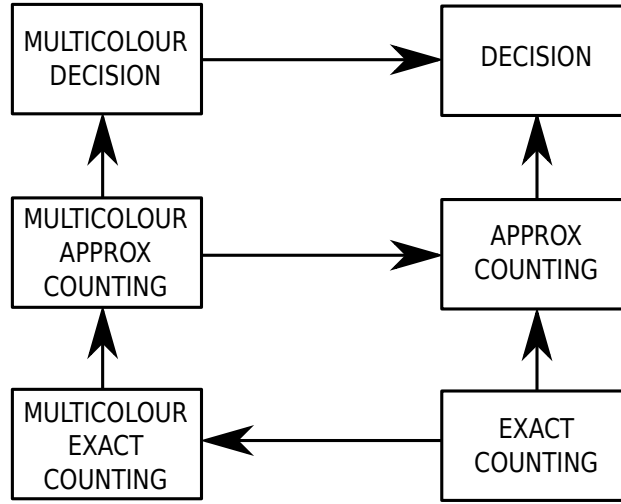 MULTICOLOUR
DECISION
DECISION
MULTICOLOUR
APPROX
COUNTING
APPROX
COUNTING
MULTICOLOUR
EXACT
COUNTING
EXACT
COUNTING